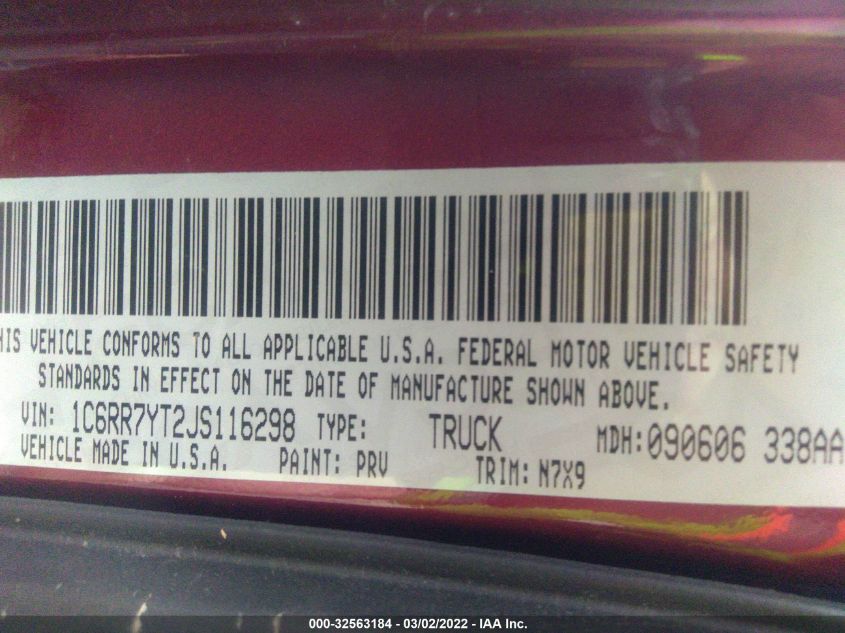 HIS VEHICLE CONFORMS TO ALL APPLICABLE U.S.A. FEDERAL MOTOR VEHICLE SAFETY
STANDARDS IN EFFECT ON THE DATE OF MANUFACTURE SHOWN ABOVE.
VIN: 1C6RR7YT2JS116298 TYPE: TRUCK MDH:090606 338AA
VEHICLE MADE IN U.S.A. PAINT: PRV TRIM: N7X9
000-32563184 - 03/02/2022 - IAA Inc.